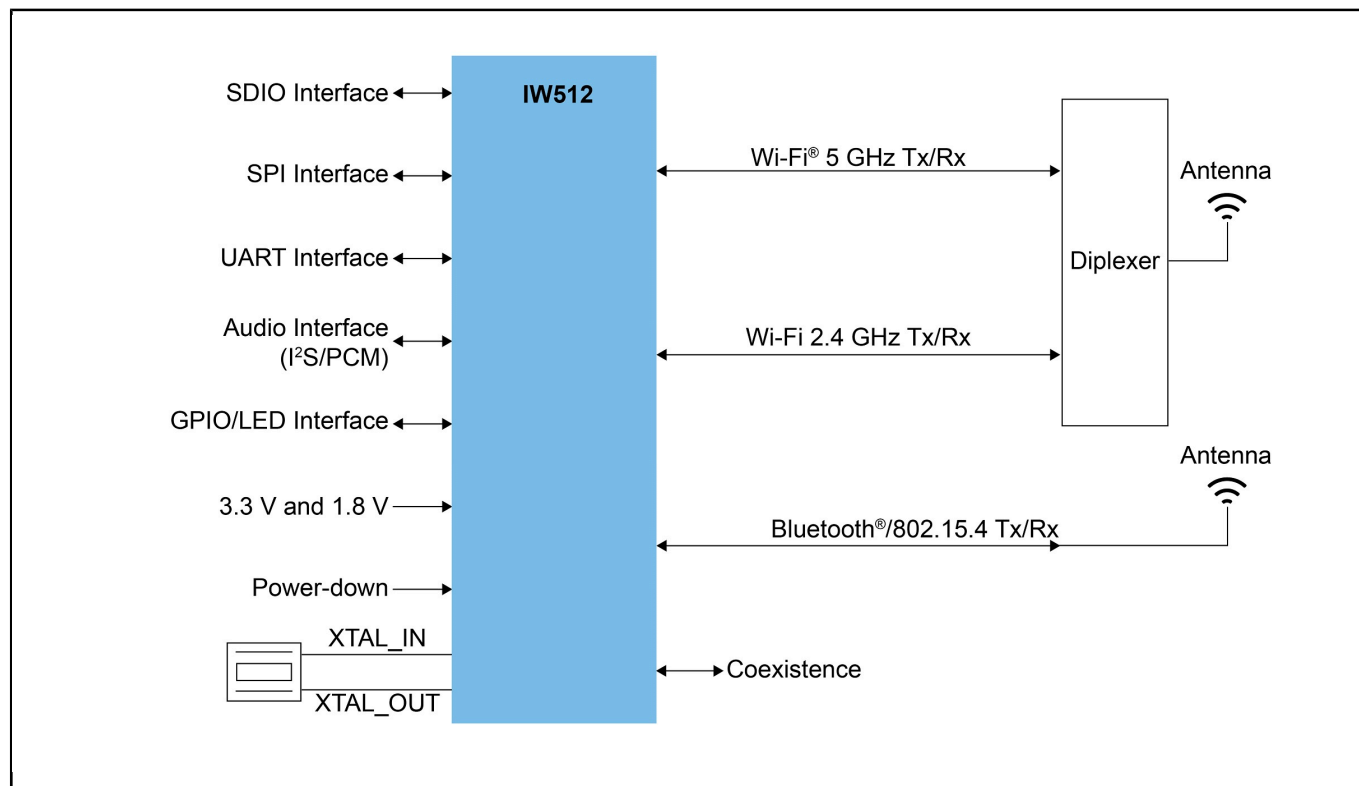 IW512
SDIO Interface
SPI Interface
UART Interface
Audio Interface
(I²S/PCM)
GPIO/LED Interface
3.3 V and 1.8 V
Power-down
XTAL_IN
XTAL_OUT
Wi-Fi® 5 GHz Tx/Rx
Wi-Fi 2.4 GHz Tx/Rx
Bluetooth®/802.15.4 Tx/Rx
Coexistence
Diplexer
Antenna
Antenna